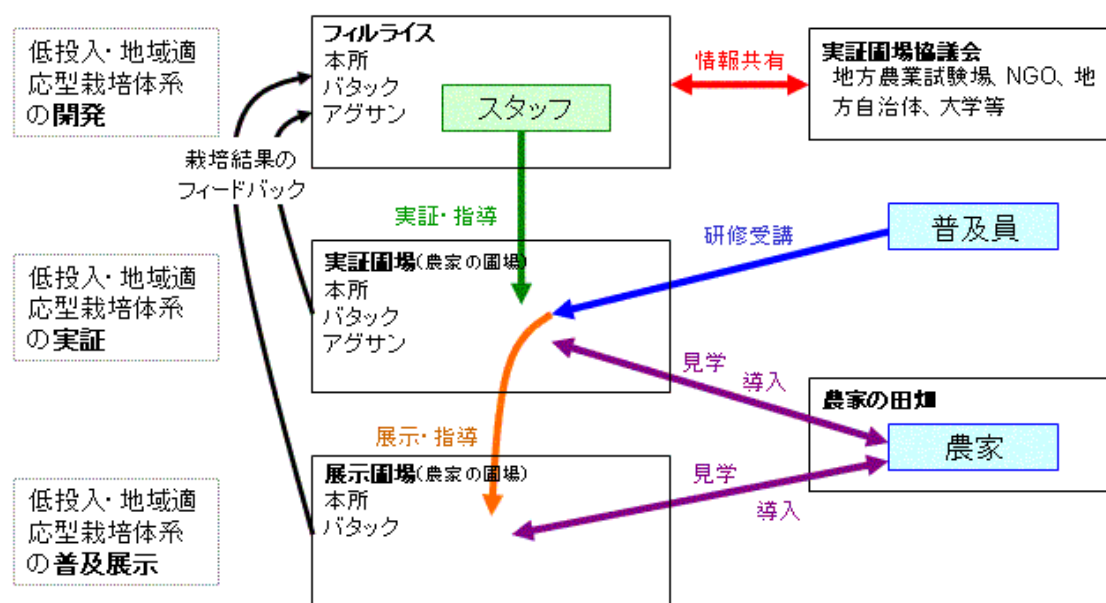 低投入・地域適
応型栽培体系
の開発
フィルライス
本所
バタック
アグサン
スタッフ
情報共有
実証圃場協議会
地方農業試験場、NGO、地
方自治体、大学等
栽培結果の
フィードバック
実証・指導
研修受講
普及員
低投入・地域適
応型栽培体系
の実証
実証圃場(農家の圃場)
本所
バタック
アグサン
見学
導入
農家の田畑
農家
展示・指導
低投入・地域適
応型栽培体系
の普及展示
展示圃場(農家の圃場)
本所
バタック
見学
導入